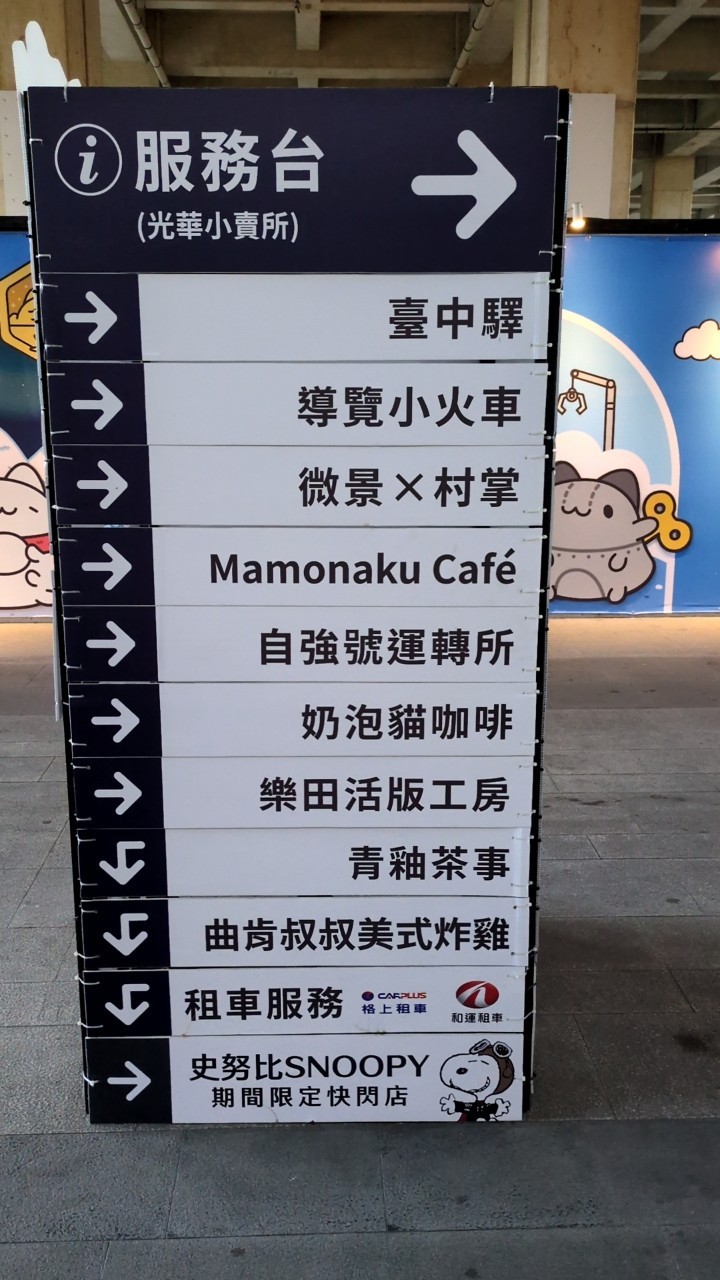 i 服務台
(光華小賣所)
臺中驛
導覽小火車
微景×村掌
Mamonaku Café
自強號運轉所
奶泡貓咖啡
樂田活版工房
青釉茶事
曲肯叔叔美式炸雞
租車服務 CARPLUS 格上租車 和運租車
史努比SNOOPY
期間限定快閃店